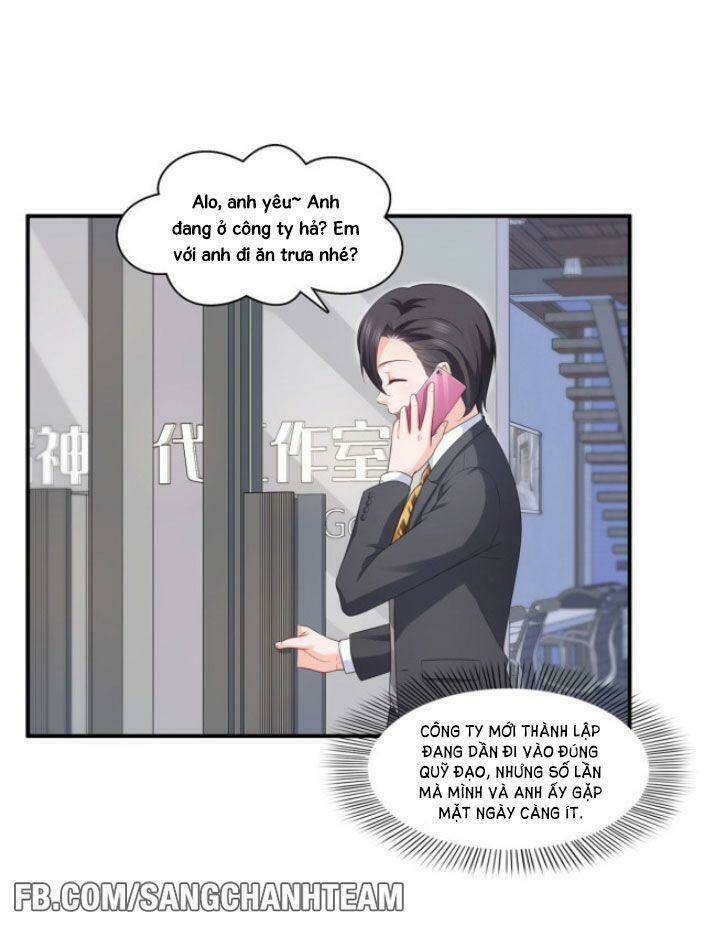 Alo, anh yêu~ Anh
đang ở công ty hả? Em
với anh đi ăn trưa nhé?
神 代 工作室
Go
CÔNG TY MỚI THÀNH LẬP
ĐANG DẦN ĐI VÀO ĐÚNG
QUỸ ĐẠO, NHƯNG SỐ LẦN
MÀ MÌNH VÀ ANH ẤY GẶP
MẶT NGÀY CÀNG ÍT.
FB.COM/SANGCHANHTEAM